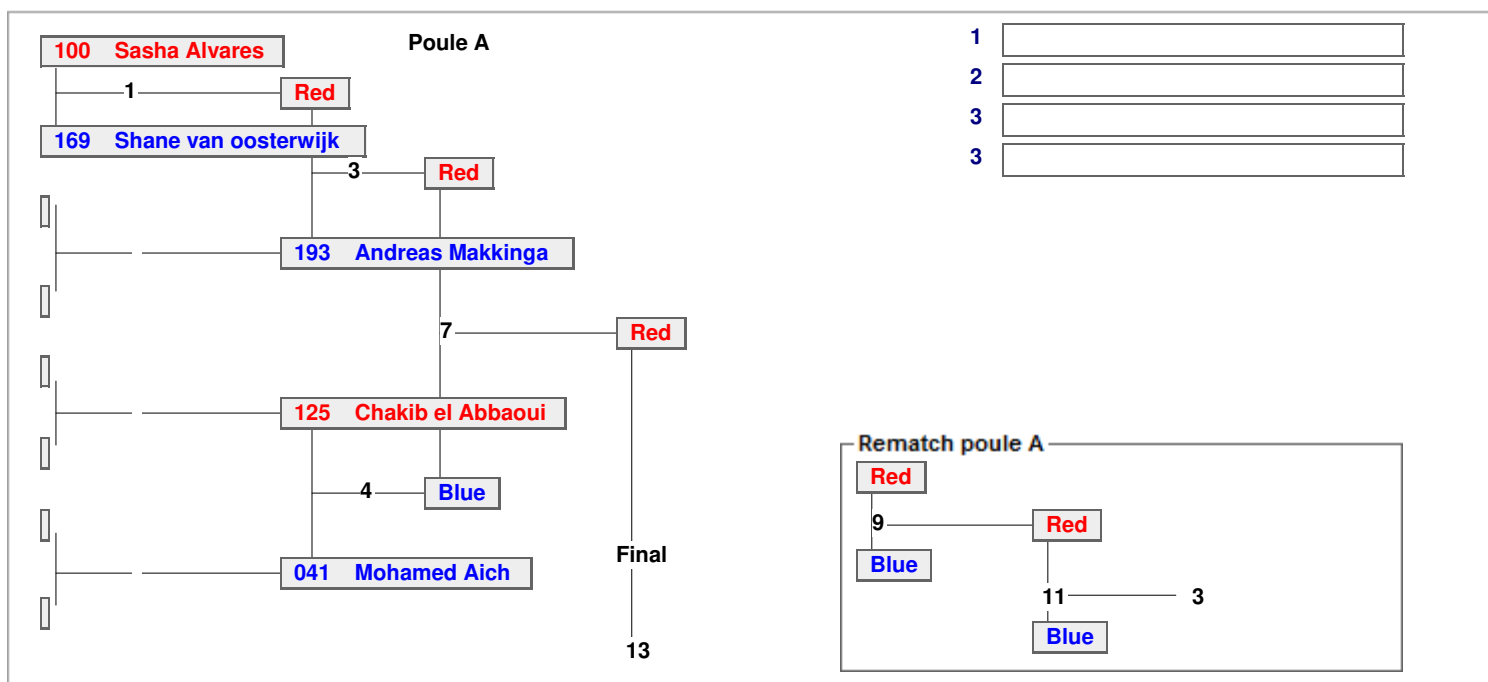 Poule A
100 Sasha Alvares
1 Red
169 Shane van oosterwijk
3 Red
193 Andreas Makkinga
7 Red
125 Chakib el Abbaoui
4 Blue
041 Mohamed Aich
Final
13
1
2
3
3
Rematch poule A
Red
9 Red
Blue
11 3
Blue